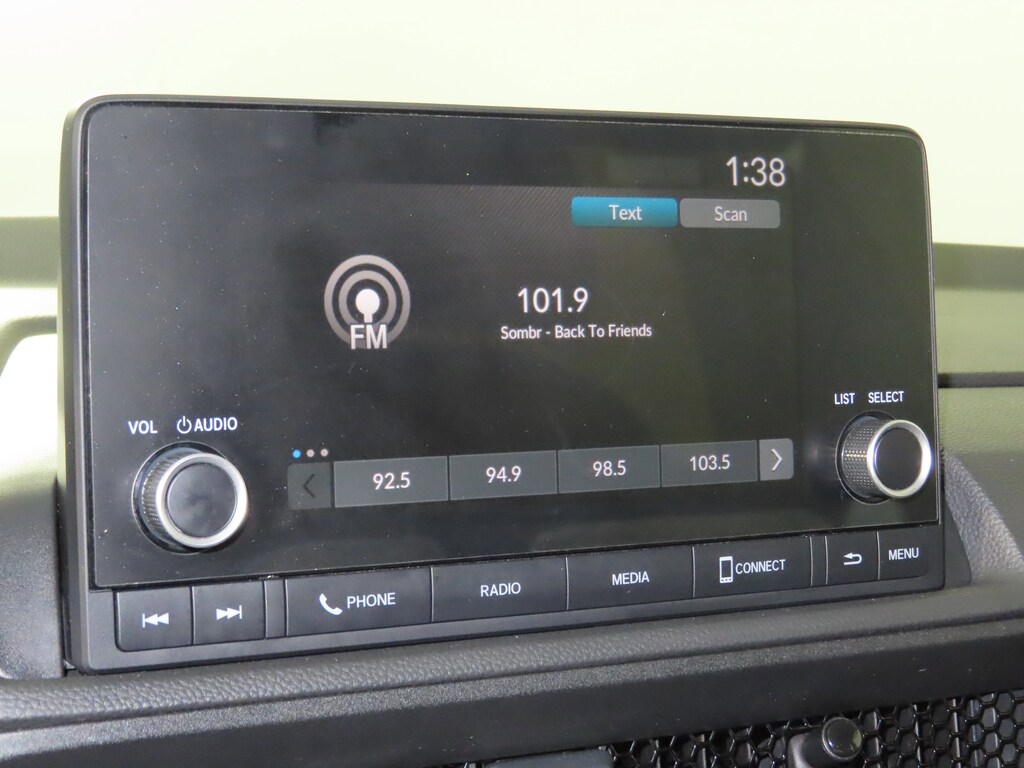 1:38
Text Scan
FM
101.9
Sombr - Back To Friends
VOL AUDIO
LIST SELECT
92.5 94.9 98.5 103.5
PHONE RADIO MEDIA CONNECT MENU